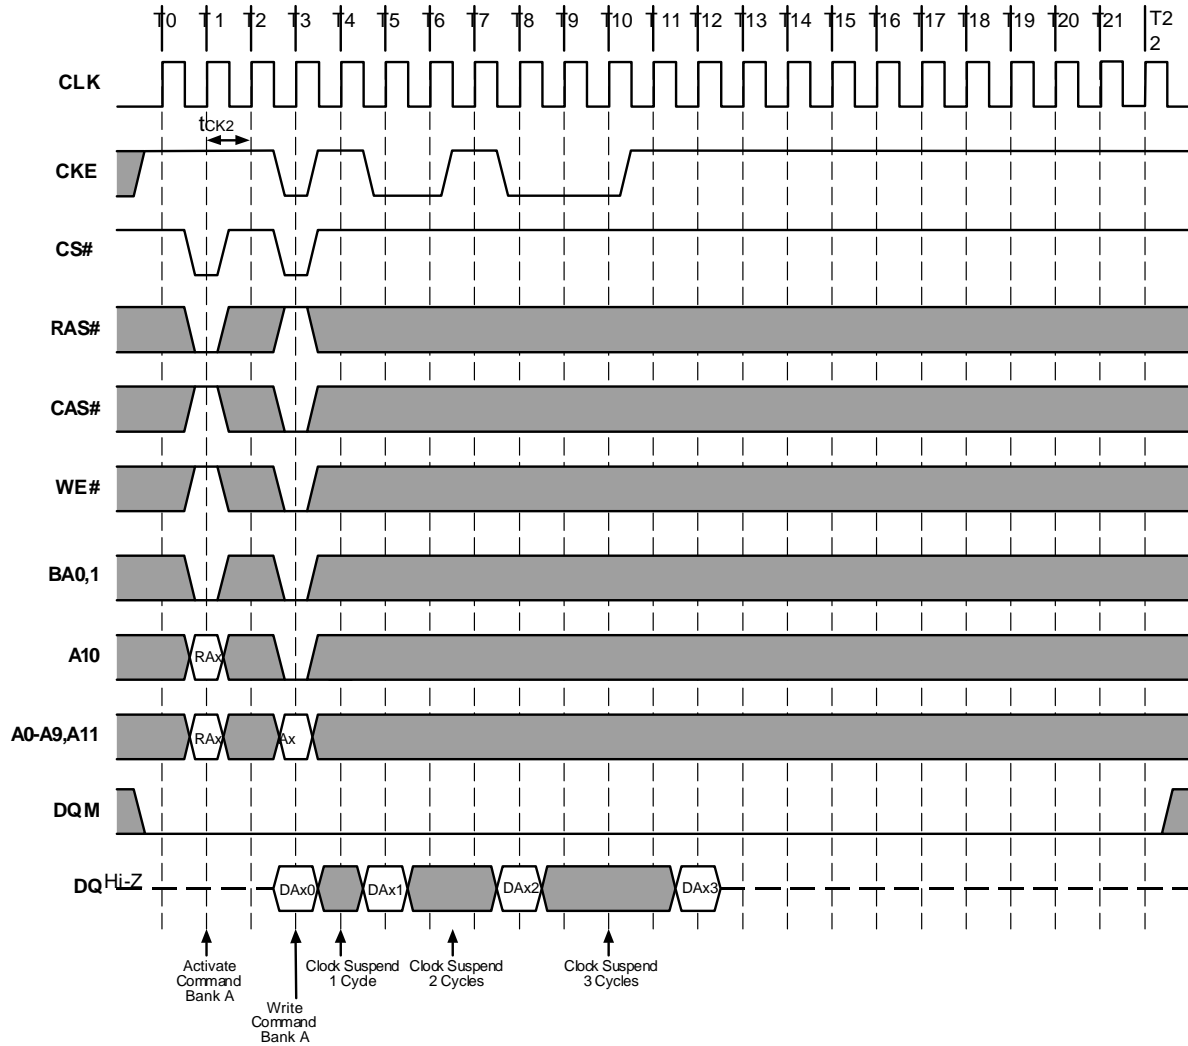 T0 T1 T2 T3 T4 T5 T6 T7 T8 T9 T10 T11 T12 T13 T14 T15 T16 T17 T18 T19 T20 T21 T2
2
CLK
tCK2
CKE
CS#
RAS#
CAS#
WE#
BA0,1
A10
RAx
A0-A9,A11
RAx
Ax
DQM
DQ
Hi-Z
DAx0
DAx1
DAx2
DAx3
Activate
Command
Bank A
Write
Command
Bank A
Clock Suspend
1 Cycle
Clock Suspend
2 Cycles
Clock Suspend
3 Cycles